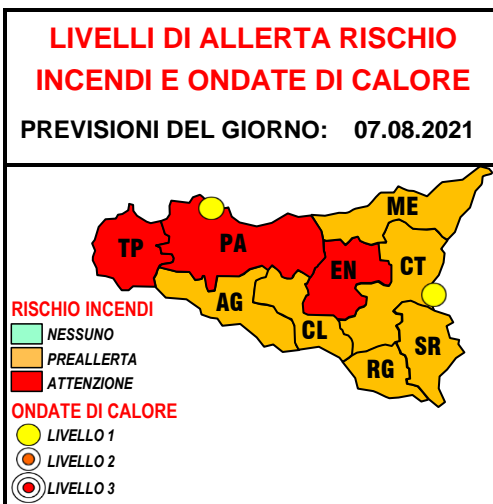 LIVELLI DI ALLERTA RISCHIO
INCENDI E ONDATE DI CALORE
PREVISIONI DEL GIORNO: 07.08.2021
ME
TP
PA
EN
CT
AG
CL
SR
RG
RISCHIO INCENDI
NESSUNO
PREALLERTA
ATTENZIONE
ONDATE DI CALORE
LIVELLO 1
LIVELLO 2
LIVELLO 3